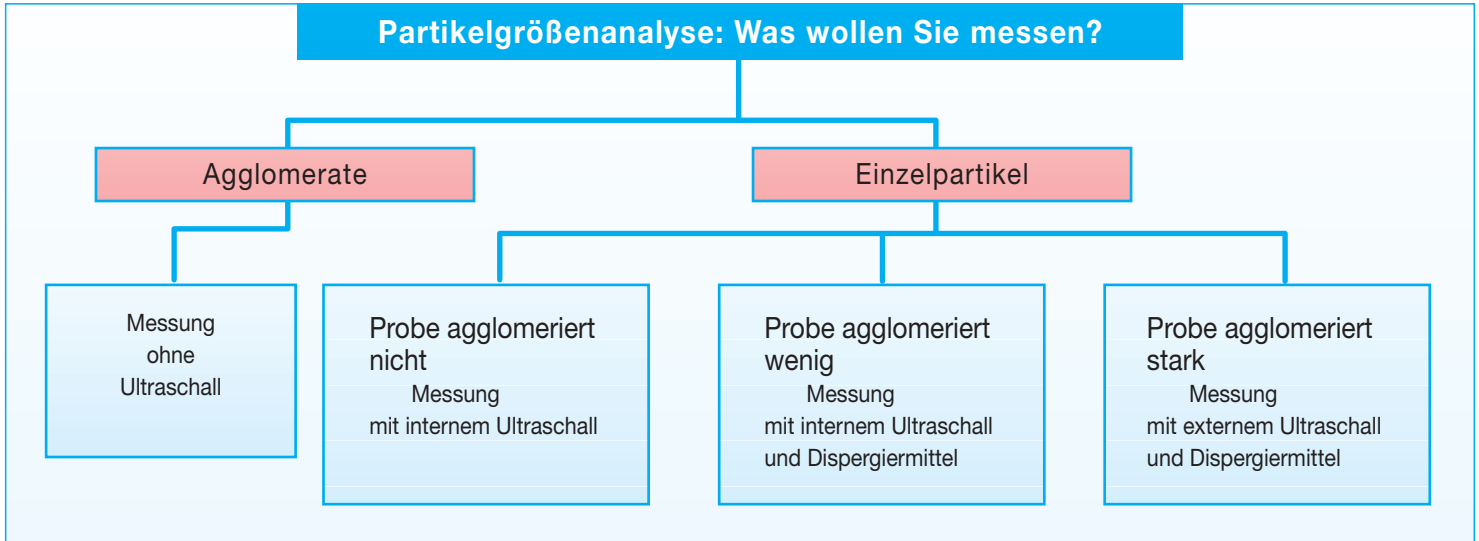 Partikelgrößenanalyse: Was wollen Sie messen?
Agglomerate
Einzelpartikel
Messung
ohne
Ultraschall
Probe agglomeriert
nicht
Messung
mit internem Ultraschall
Probe agglomeriert
wenig
Messung
mit internem Ultraschall
und Dispergiermittel
Probe agglomeriert
stark
Messung
mit externem Ultraschall
und Dispergiermittel